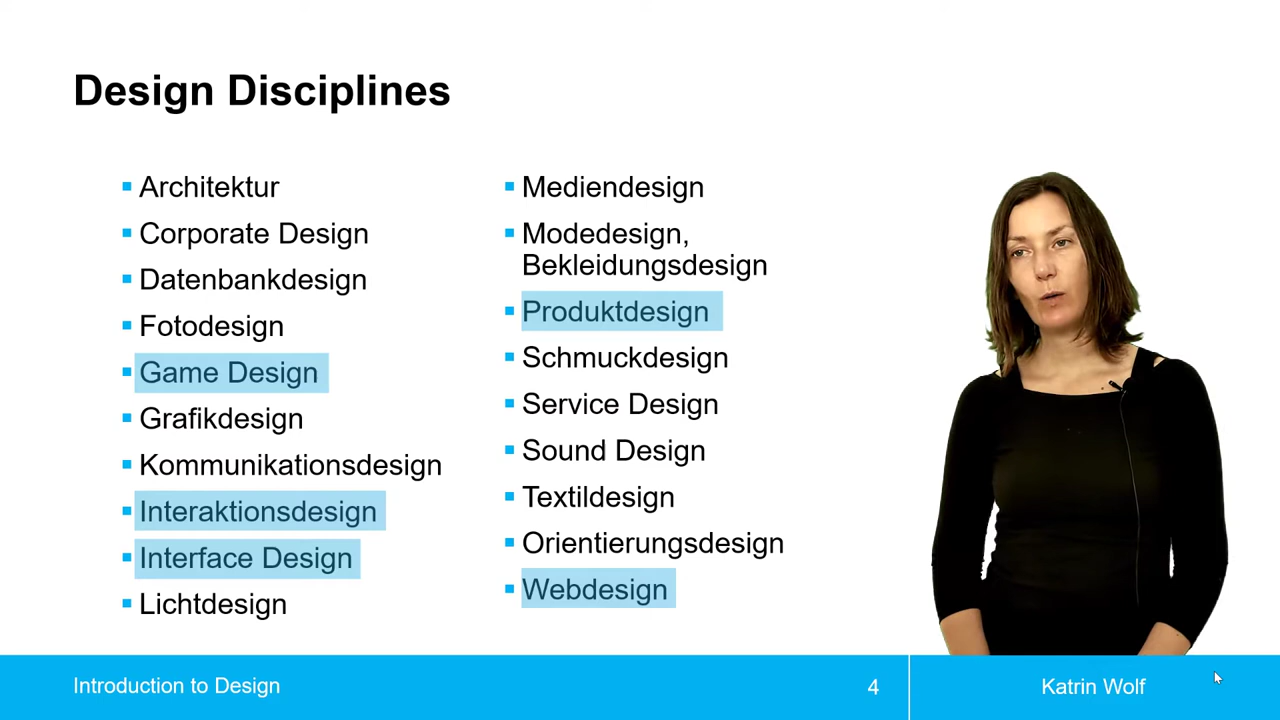 Design Disciplines
Architektur
Corporate Design
Datenbankdesign
Fotodesign
Game Design
Grafikdesign
Kommunikationsdesign
Interaktionsdesign
Interface Design
Lichtdesign
Mediendesign
Modedesign,
Bekleidungsdesign
Produktdesign
Schmuckdesign
Service Design
Sound Design
Textildesign
Orientierungsdesign
Webdesign
Introduction to Design
4
Katrin Wolf